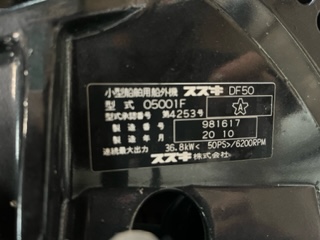 小型船舶用船外機 スズキ DF50
型式 05001F
型式承認番号 第4253号
製造番号 981617
製造年月 20 10
連続最大出力 36.8kW< 50PS>/6200RPM
スズキ株式会社